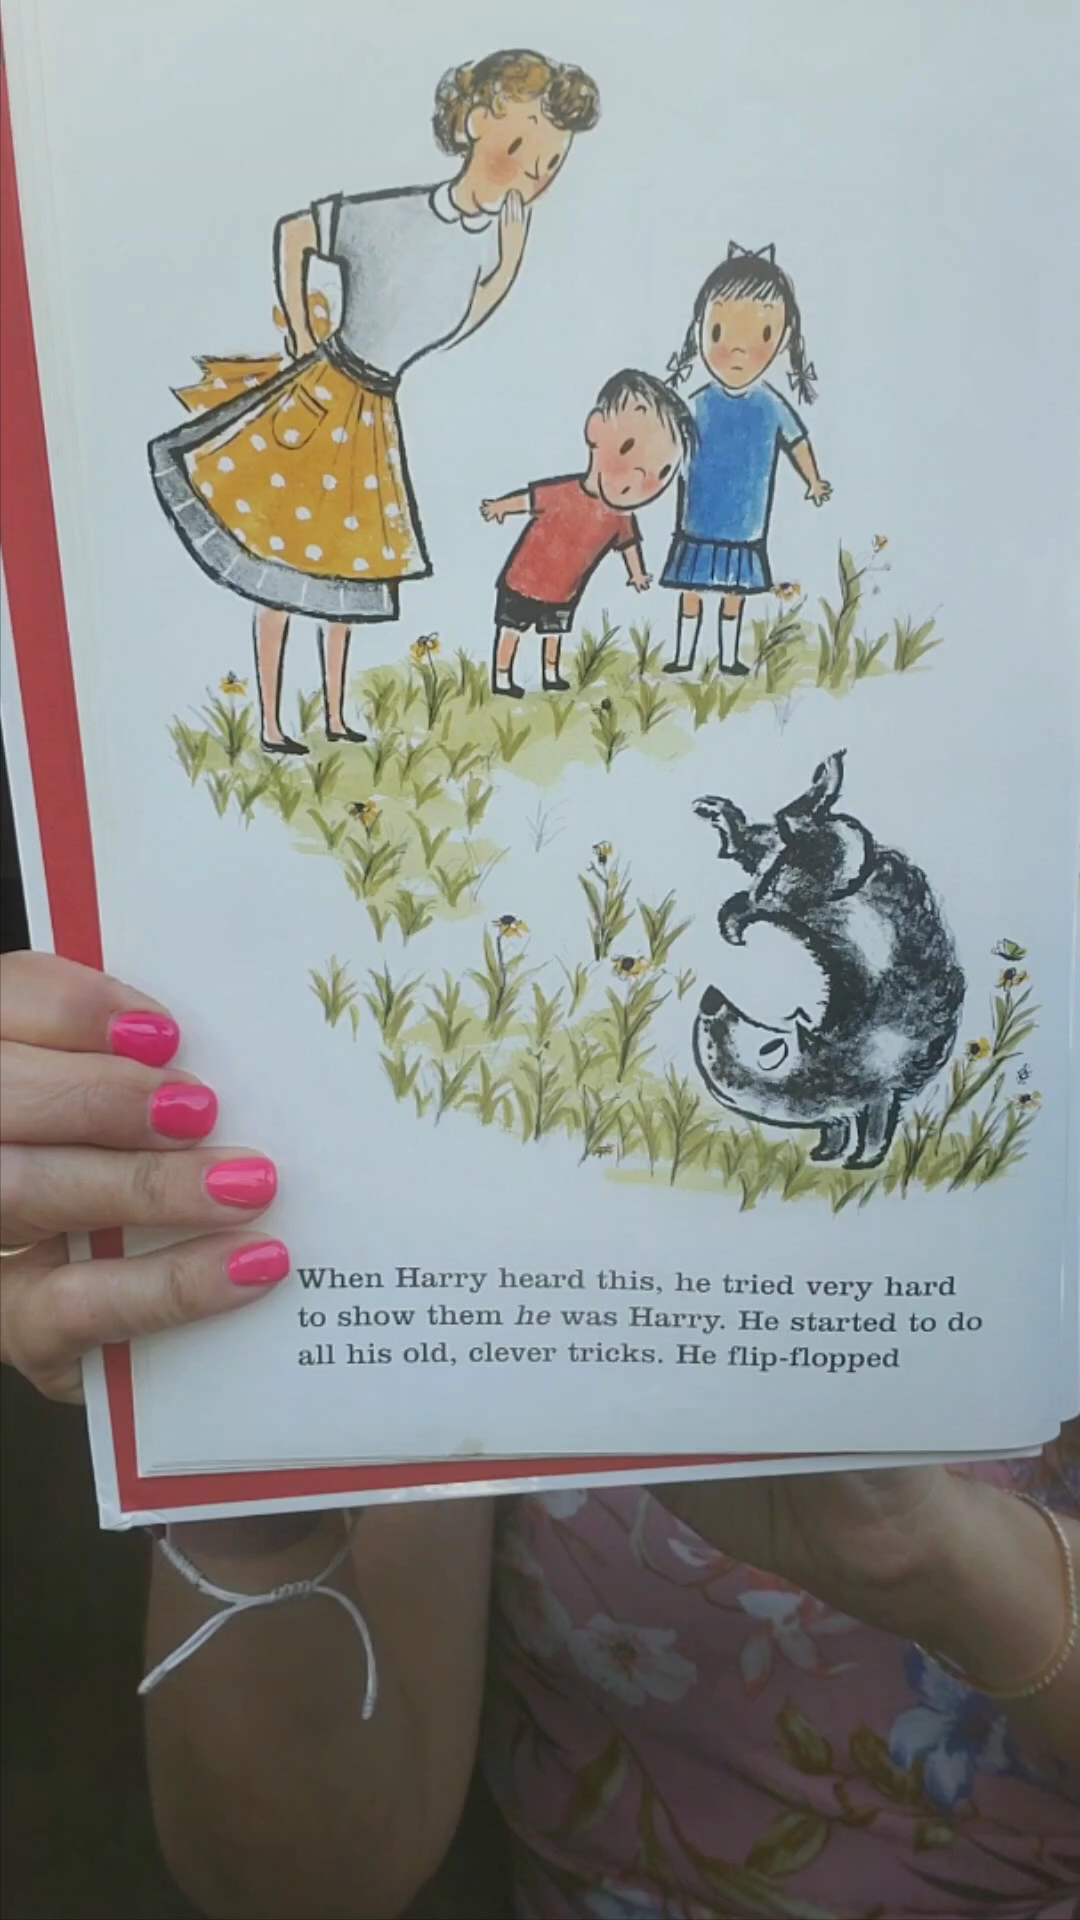 When Harry heard this, he tried very hard
to show them he was Harry. He started to do
all his old, clever tricks. He flip-flopped